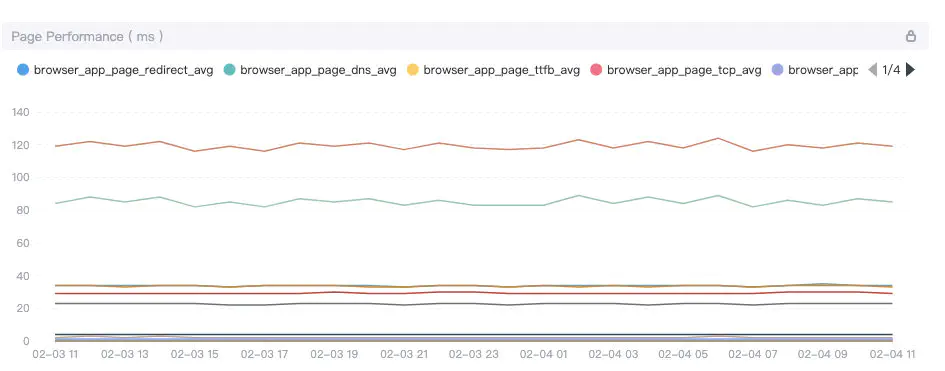 Page Performance ( ms )
browser_app_page_redirect_avg browser_app_page_dns_avg browser_app_page_ttfb_avg browser_app_page_tcp_avg browser_app 1/4
140
120
100
80
60
40
20
0
02-03 11 02-03 13 02-03 15 02-03 17 02-03 19 02-03 21 02-03 23 02-04 01 02-04 03 02-04 05 02-04 07 02-04 09 02-04 11